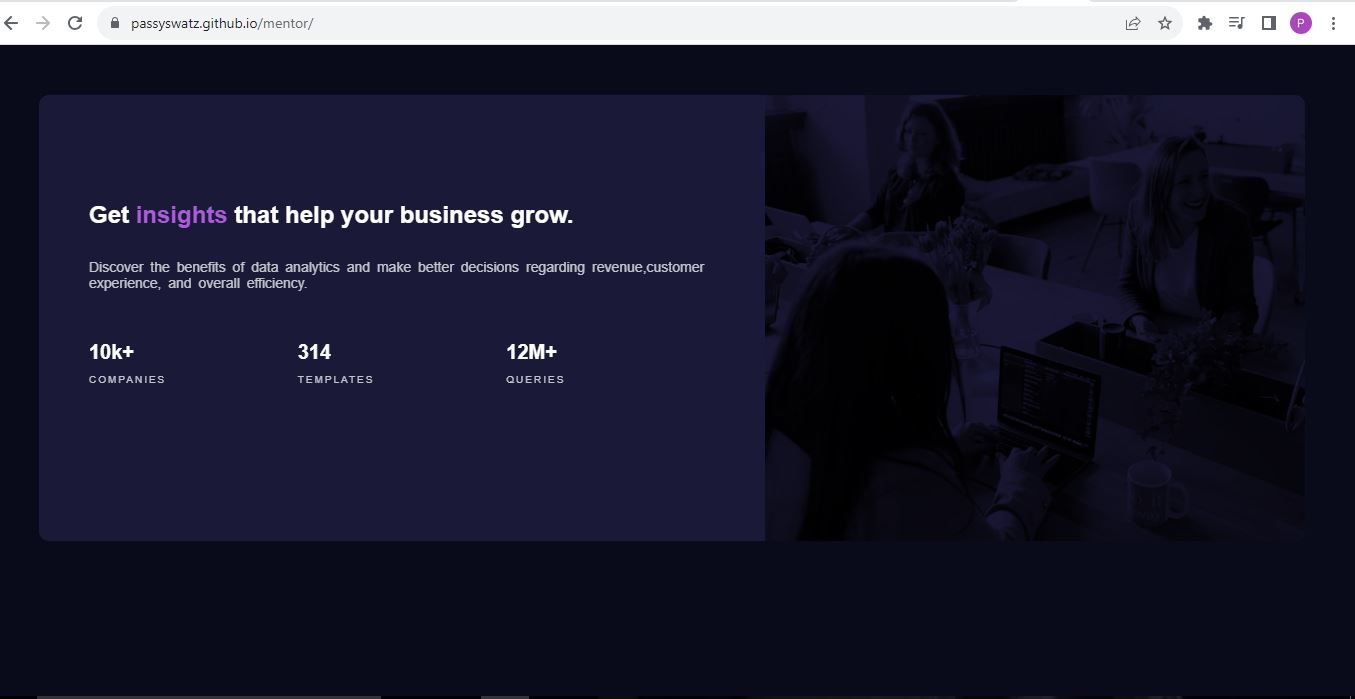 passyswatz.github.io/mentor/
P
Get insights that help your business grow.
Discover the benefits of data analytics and make better decisions regarding revenue,customer
experience, and overall efficiency.
10k+ 314 12M+
COMPANIES TEMPLATES QUERIES